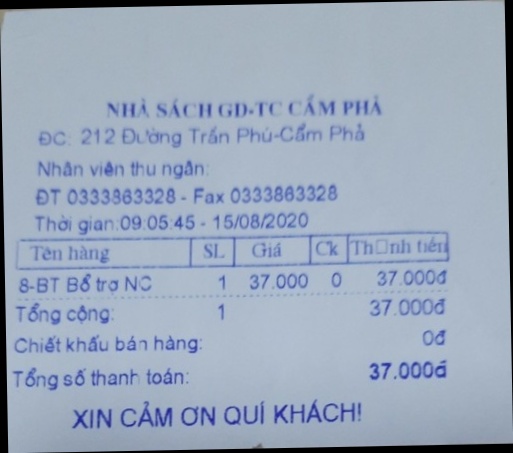 NHÀ SÁCH GD-TC CẨM PHẢ
ĐC: 212 Đường Trần Phú-Cẩm Phả
Nhân viên thu ngân:
ĐT 0333863328 - Fax 0333863328
Thời gian:09:05:45 - 15/08/2020
Tên hàng SL Giá Ck Th□nh tiền
8-BT Bổ trợ NC 1 37.000 0 37.000đ
Tổng cộng: 1 37.000đ
Chiết khấu bán hàng: 0đ
Tổng số thanh toán: 37.000đ
XIN CẢM ƠN QUÍ KHÁCH!